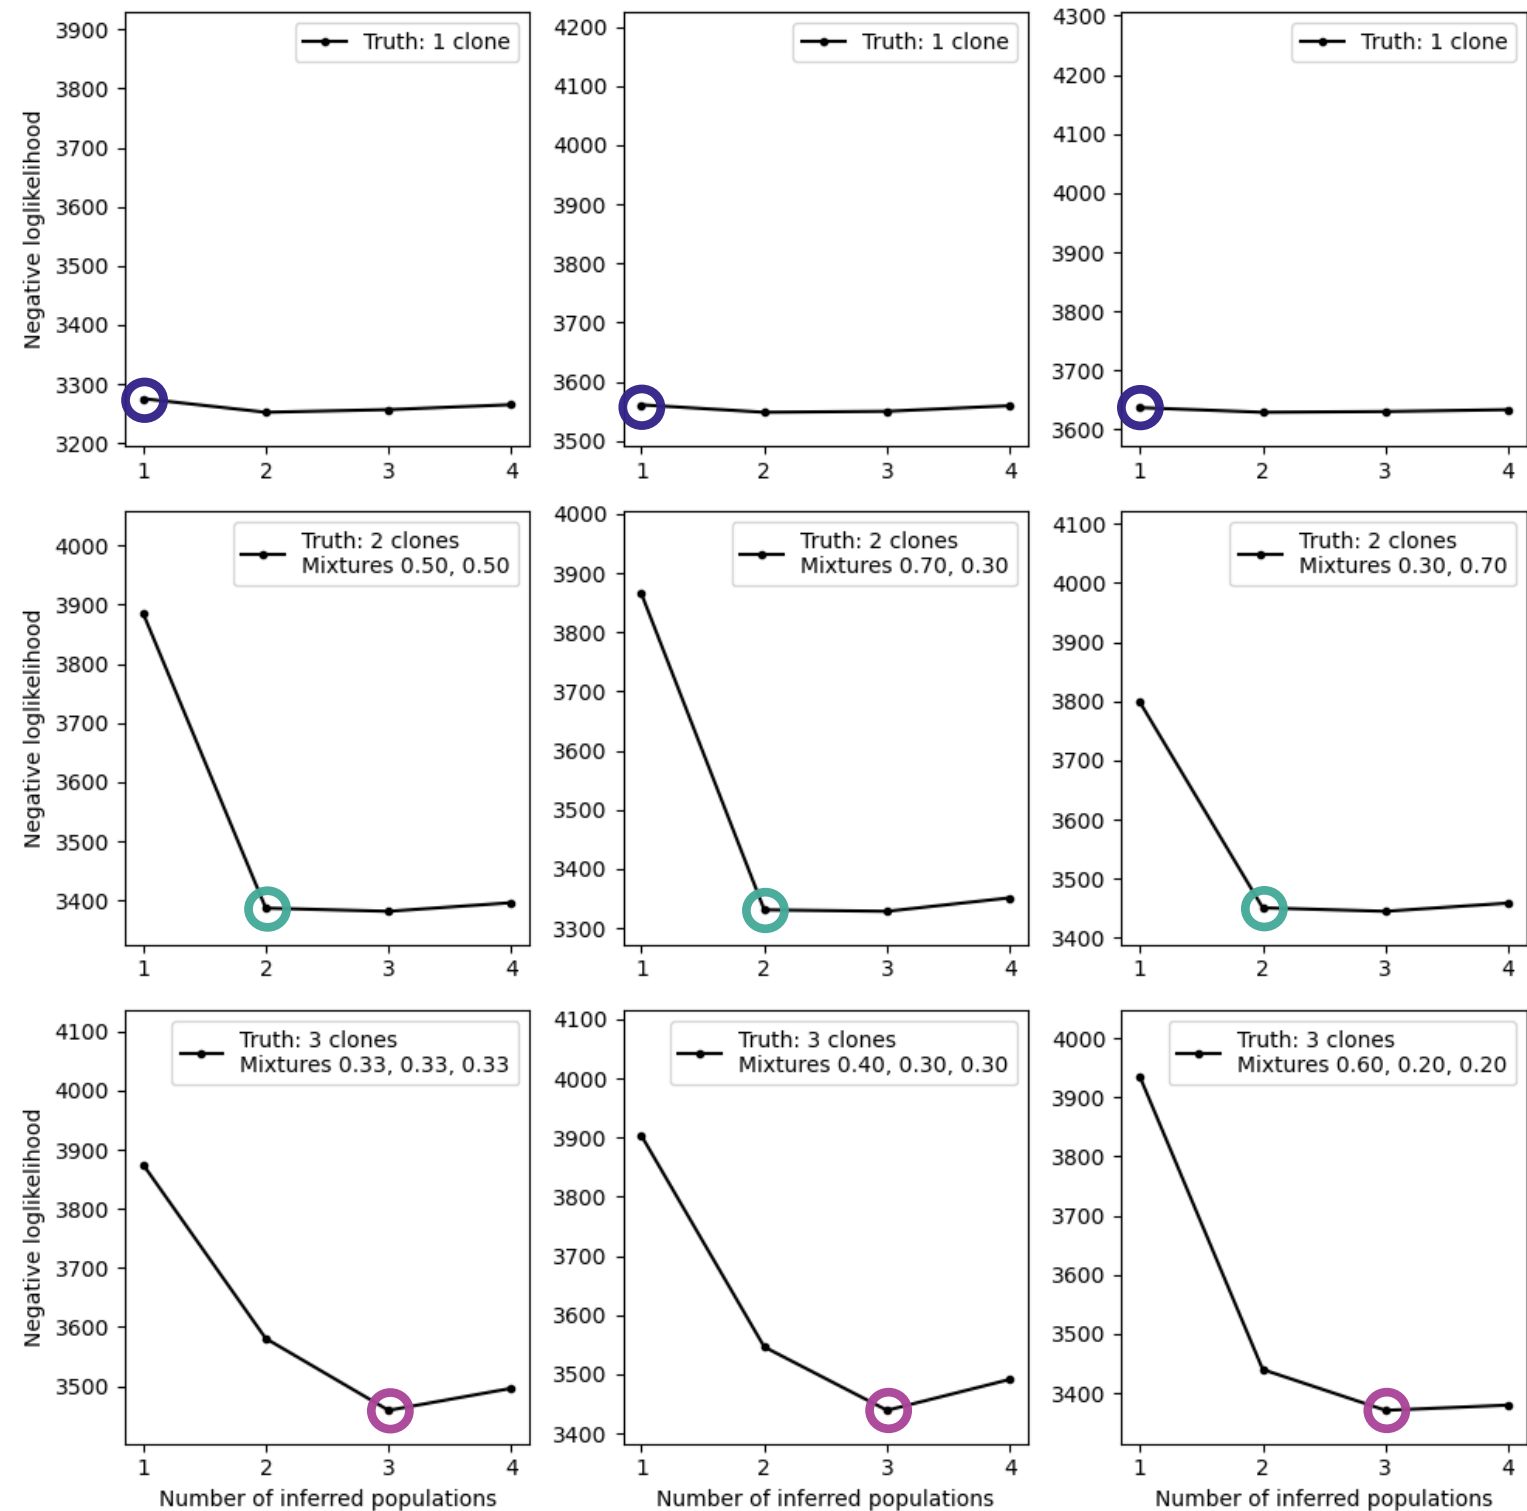 3900
3800
3700
3600
3500
3400
3300
3200
Negative loglikelihood
Truth: 1 clone
1 2 3 4
4200
4100
4000
3900
3800
3700
3600
3500
Truth: 1 clone
1 2 3 4
4300
4200
4100
4000
3900
3800
3700
3600
Truth: 1 clone
1 2 3 4
4000
3900
3800
3700
3600
3500
3400
Negative loglikelihood
Truth: 2 clones
Mixtures 0.50, 0.50
1 2 3 4
4000
3900
3800
3700
3600
3500
3400
3300
Truth: 2 clones
Mixtures 0.70, 0.30
1 2 3 4
4100
4000
3900
3800
3700
3600
3500
3400
Truth: 2 clones
Mixtures 0.30, 0.70
1 2 3 4
4100
4000
3900
3800
3700
3600
3500
Negative loglikelihood
Truth: 3 clones
Mixtures 0.33, 0.33, 0.33
1 2 3 4
Number of inferred populations
4100
4000
3900
3800
3700
3600
3500
3400
Truth: 3 clones
Mixtures 0.40, 0.30, 0.30
1 2 3 4
Number of inferred populations
4000
3900
3800
3700
3600
3500
3400
Truth: 3 clones
Mixtures 0.60, 0.20, 0.20
1 2 3 4
Number of inferred populations